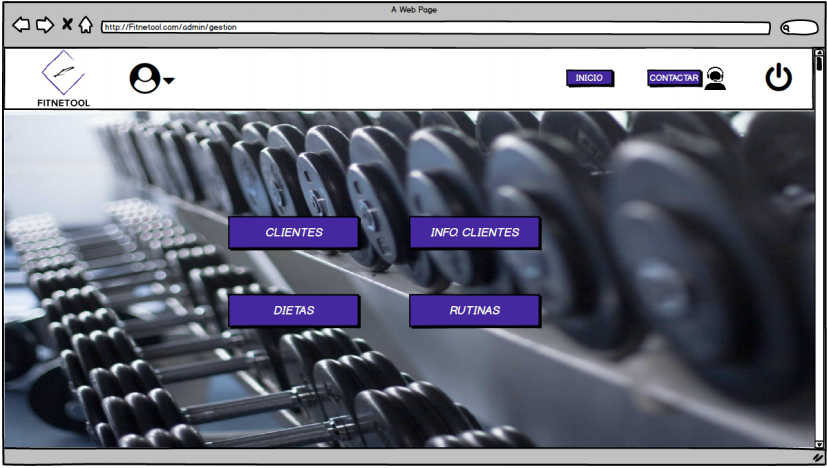 A Web Page
http://Fitnetool.com/admin/gestion
FITNETOOL
INICIO
CONTACTAR
CLIENTES
INFO. CLIENTES
DIETAS
RUTINAS